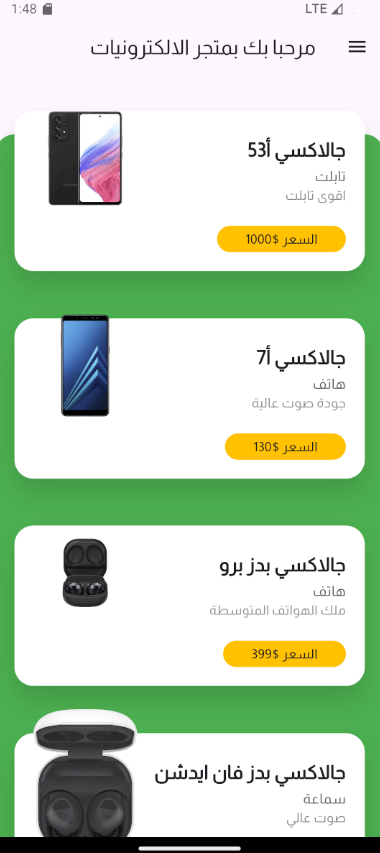 1:48
LTE
مرحبا بك بمتجر الالكترونيات
جالاكسي أ53
تابلت
اقوى تابلت
السعر $1000
جالاكسي أ7
هاتف
جودة صوت عالية
السعر $130
جالاكسي بدز برو
هاتف
ملك الهواتف المتوسطة
السعر $399
جالاكسي بدز فان ايدشن
سماعة
صوت عالي